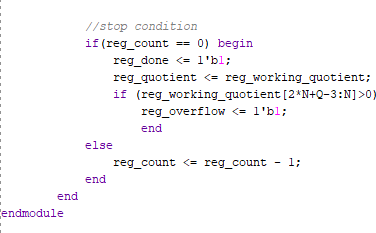 //stop condition
if(reg_count == 0) begin
reg_done <= 1'b1;
reg_quotient <= reg_working_quotient;
if (reg_working_quotient[2*N+Q-3:N]>0)
reg_overflow <= 1'b1;
end
else
reg_count <= reg_count - 1;
end
end
endmodule